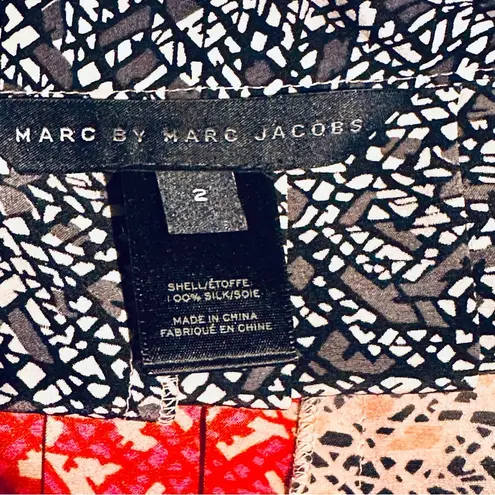 MARC BY MARC JACOBS
2
SHELL/ÉTOFFE
100% SILK/SOIE
MADE IN CHINA
FABRIQUÉ EN CHINE